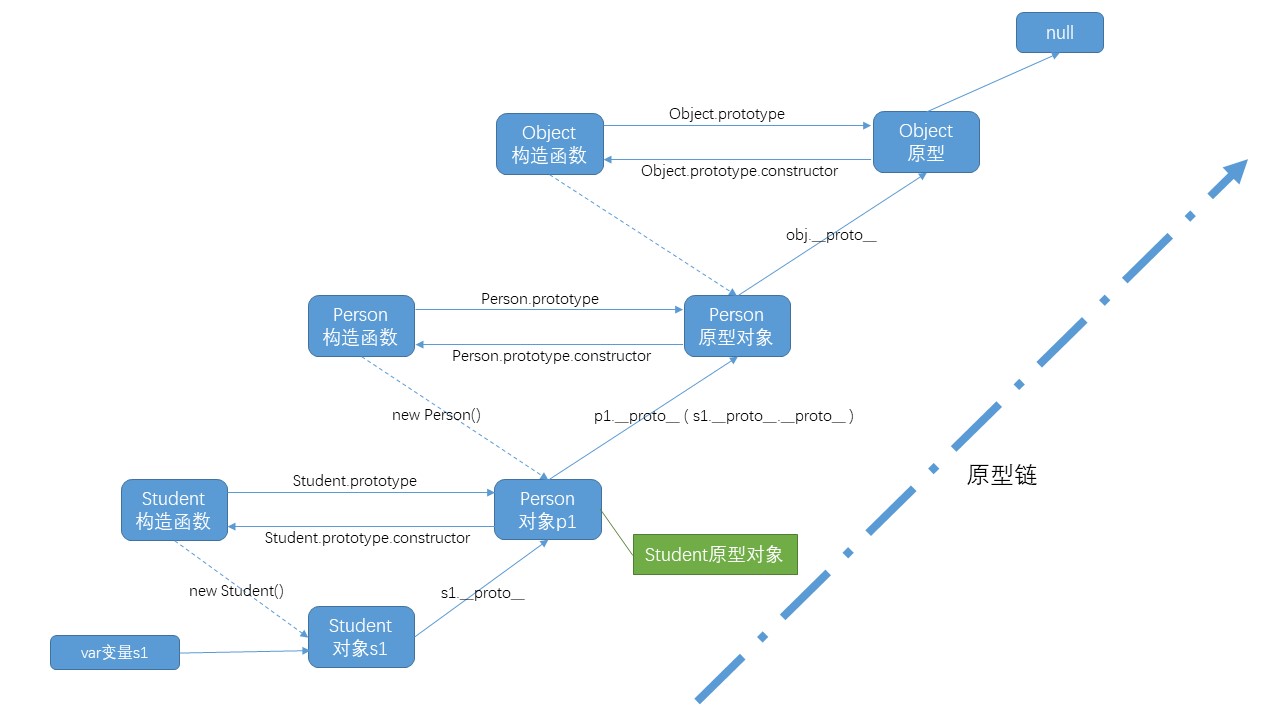 null
Object.prototype
Object
构造函数
Object
原型
Object.prototype.constructor
obj.__proto__
Person.prototype
Person
构造函数
Person
原型对象
Person.prototype.constructor
new Person()
p1.__proto__ ( s1.__proto__.__proto__ )
原型链
Student.prototype
Student
构造函数
Person
对象p1
Student.prototype.constructor
Student原型对象
new Student()
s1.__proto__
Student
对象s1
var变量s1